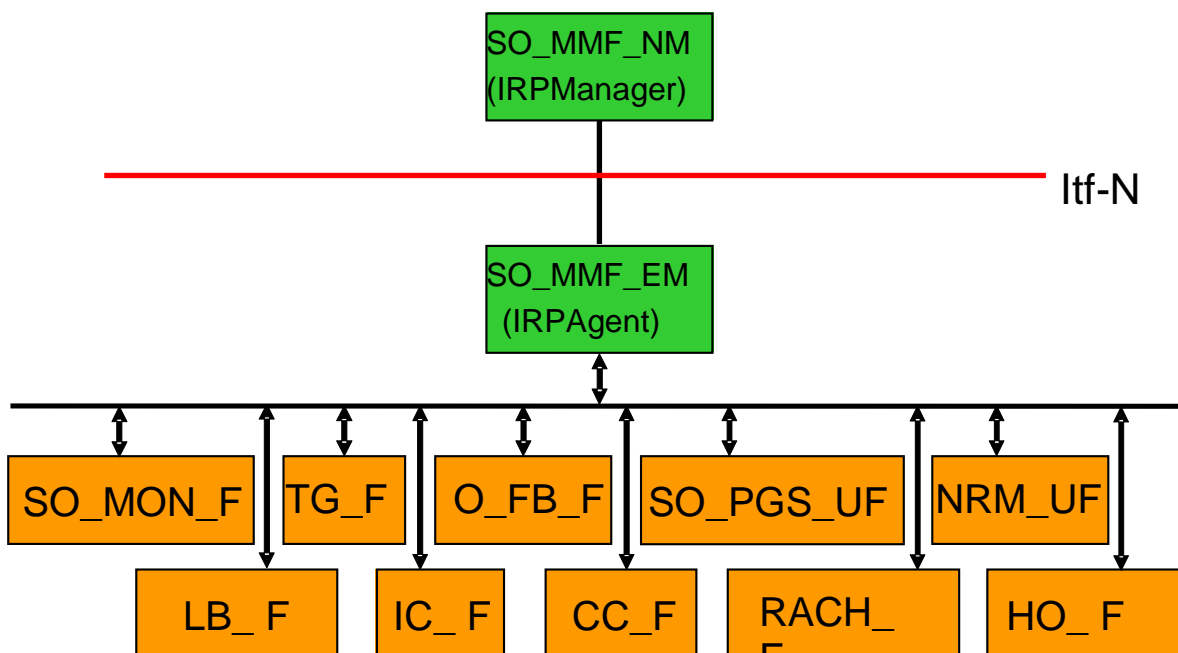 SO_MMF_NM
(IRPManager)
Itf-N
SO_MMF_EM
(IRPAgent)
SO_MON_F
TG_F
O_FB_F
SO_PGS_UF
NRM_UF
LB_ F
IC_ F
CC_F
RACH_
HO_ F